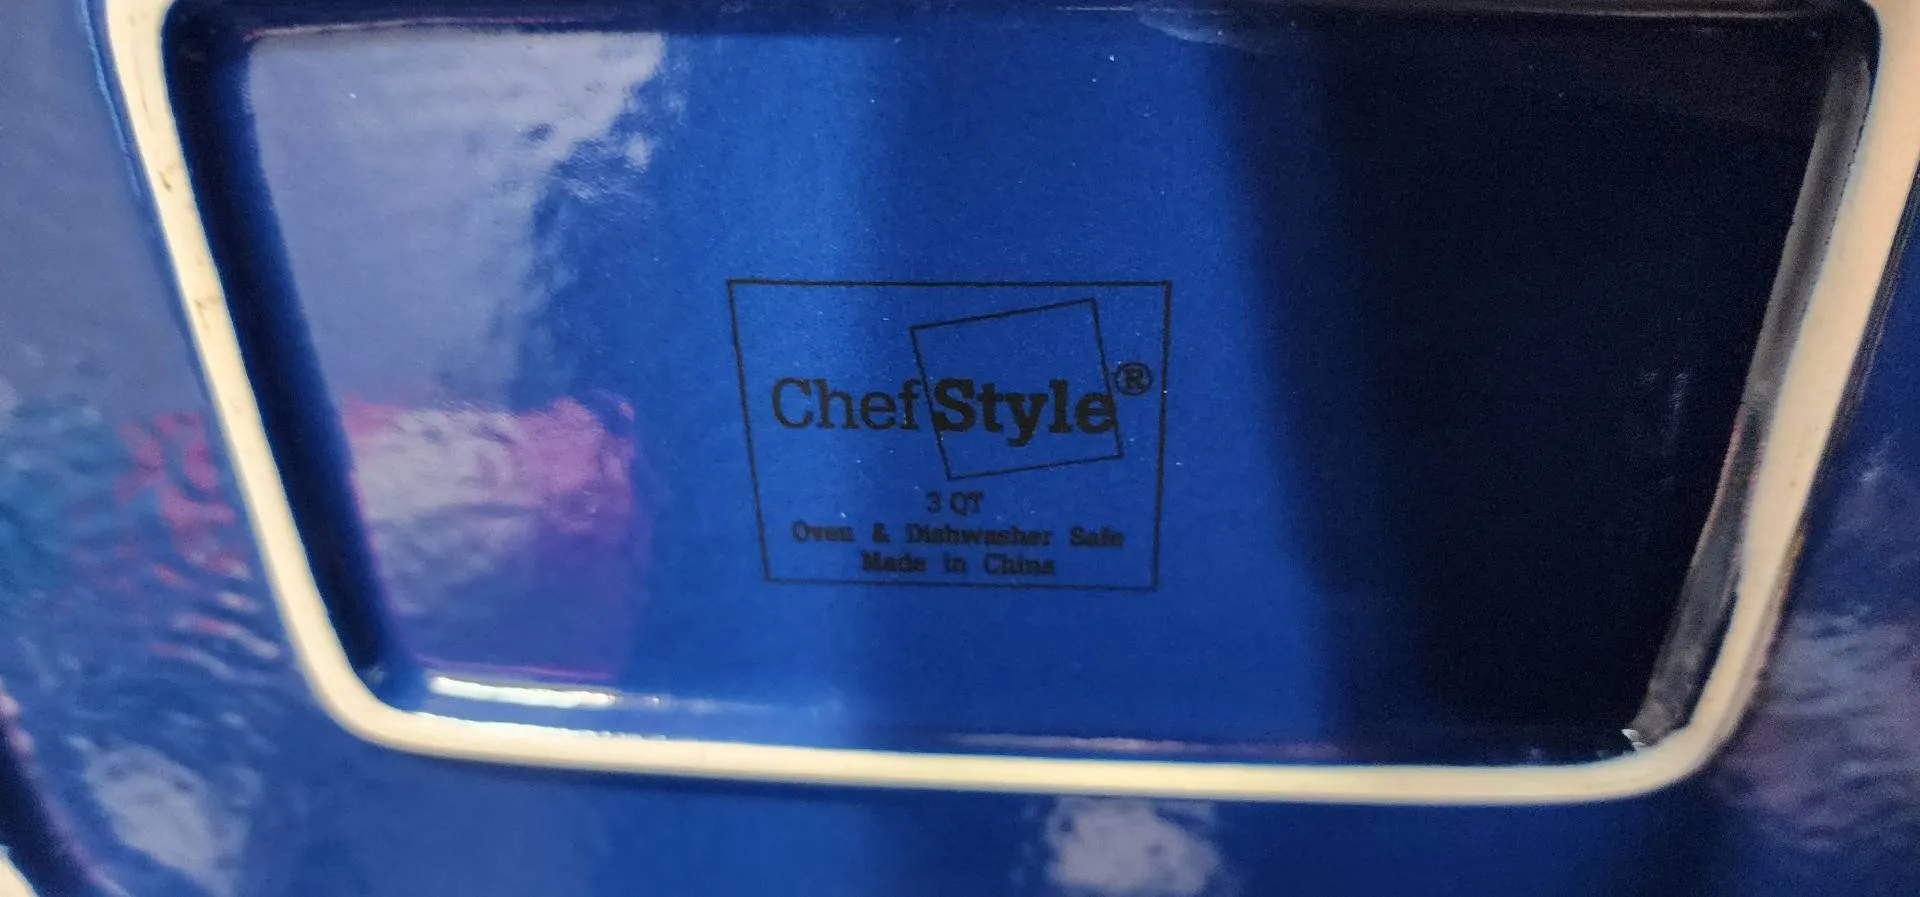 ChefStyle®
3 QT
Oven & Dishwasher Safe
Made in China